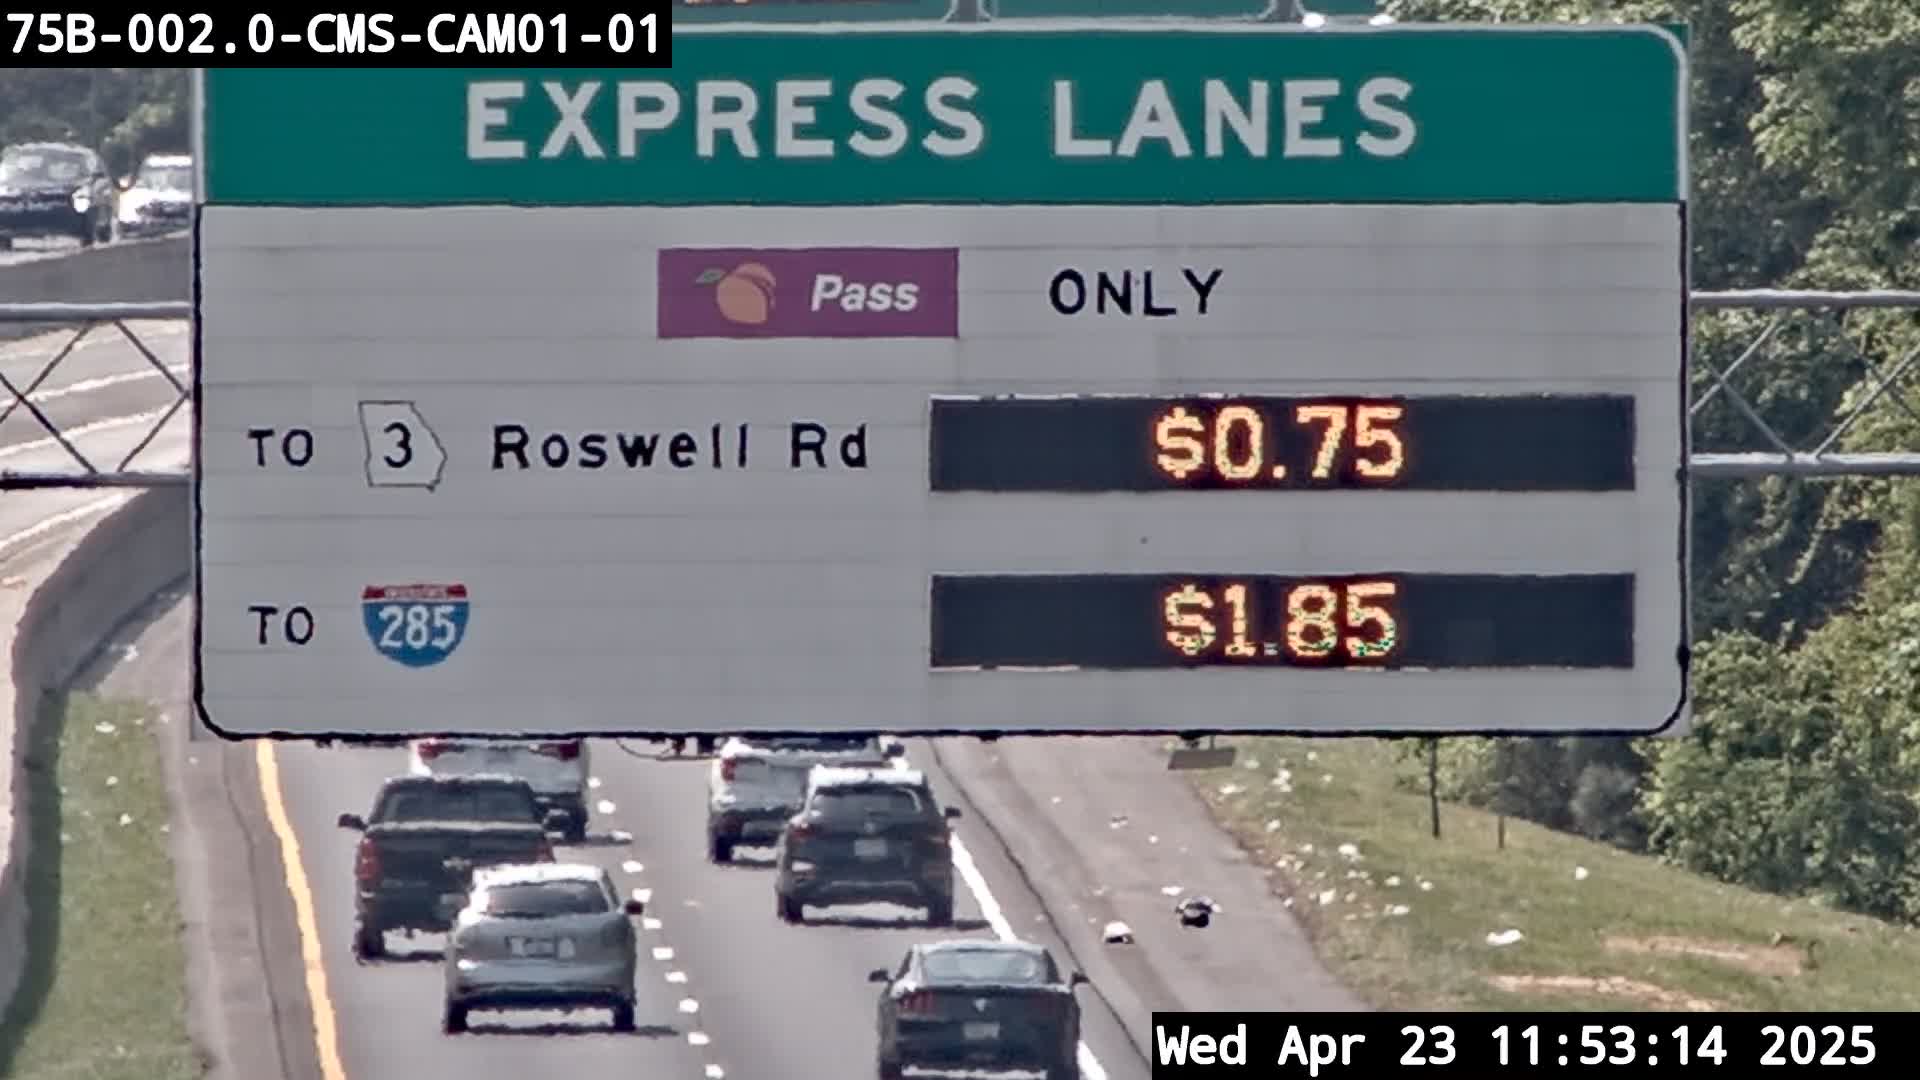 75B-002.0-CMS-CAM01-01
EXPRESS LANES
Pass ONLY
TO 3 Roswell Rd $0.75
TO 285 $1.85
Wed Apr 23 11:53:14 2025